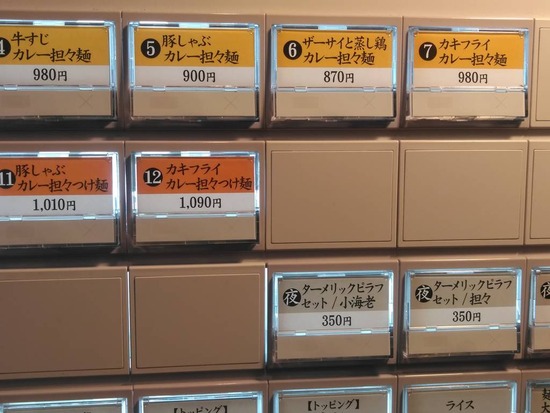 4 牛すじ
カレー担々麺
980円
5 豚しゃぶ
カレー担々麺
900円
6 ザーサイと蒸し鶏
カレー担々麺
870円
7 カキフライ
カレー担々麺
980円
11 豚しゃぶ
カレー担々つけ麺
1,010円
12 カキフライ
カレー担々つけ麺
1,090円
夜 ターメリックピラフ
セット/小海老
350円
夜 ターメリックピラフ
セット/担々
350円
夜
【トッピング】
【トッピング】
ライス